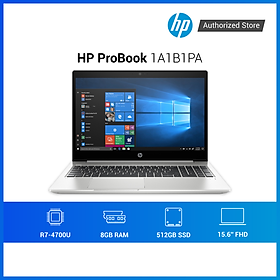 hp
Authorized Store
HP ProBook 1A1B1PA
R7-4700U
8GB RAM
512GB SSD
15.6" FHD